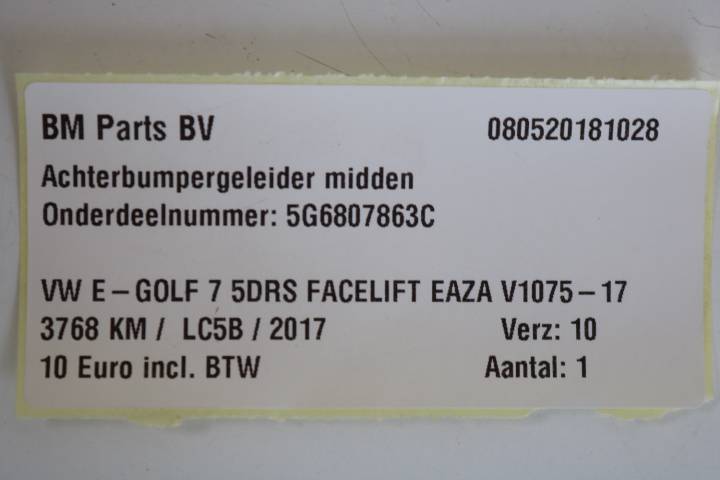 BM Parts BV 080520181028
Achterbumpergeleider midden
Onderdeelnummer: 5G6807863C
VW E-GOLF 7 5DRS FACELIFT EAZA V1075-17
3768 KM / LC5B / 2017 Verz: 10
10 Euro incl. BTW Aantal: 1